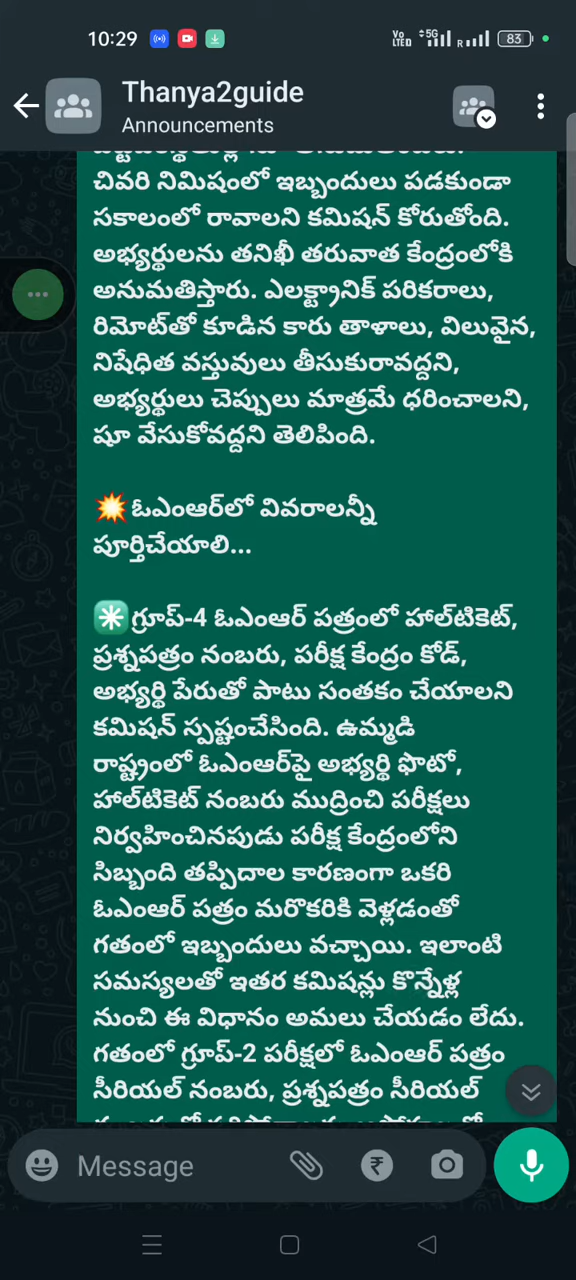 10:29
Vo LTED 5G R 83
Thanya2guide
Announcements
చివరి నిమిషంలో ఇబ్బందులు పడకుండా
సకాలంలో రావాలని కమిషన్ కోరుతోంది.
అభ్యర్థులను తనిఖీ తరువాత కేంద్రంలోకి
అనుమతిస్తారు. ఎలక్ట్రానిక్ పరికరాలు,
రిమోట్‌తో కూడిన కారు తాళాలు, విలువైన,
నిషేధిత వస్తువులు తీసుకురావద్దని,
అభ్యర్థులు చెప్పులు మాత్రమే ధరించాలని,
షూ వేసుకోవద్దని తెలిపింది.
💥ఓఎంఆర్‌లో వివరాలన్నీ
పూర్తిచేయాలి...
✳️గ్రూప్-4 ఓఎంఆర్ పత్రంలో హాల్‌టికెట్,
ప్రశ్నపత్రం నంబరు, పరీక్ష కేంద్రం కోడ్,
అభ్యర్థి పేరుతో పాటు సంతకం చేయాలని
కమిషన్ స్పష్టంచేసింది. ఉమ్మడి
రాష్ట్రంలో ఓఎంఆర్‌పై అభ్యర్థి ఫొటో,
హాల్‌టికెట్ నంబరు ముద్రించి పరీక్షలు
నిర్వహించినపుడు పరీక్ష కేంద్రంలోని
సిబ్బంది తప్పిదాల కారణంగా ఒకరి
ఓఎంఆర్ పత్రం మరొకరికి వెళ్లడంతో
గతంలో ఇబ్బందులు వచ్చాయి. ఇలాంటి
సమస్యలతో ఇతర కమిషన్లు కొన్నేళ్ల
నుంచి ఈ విధానం అమలు చేయడం లేదు.
గతంలో గ్రూప్-2 పరీక్షలో ఓఎంఆర్ పత్రం
సీరియల్ నంబరు, ప్రశ్నపత్రం సీరియల్
Message